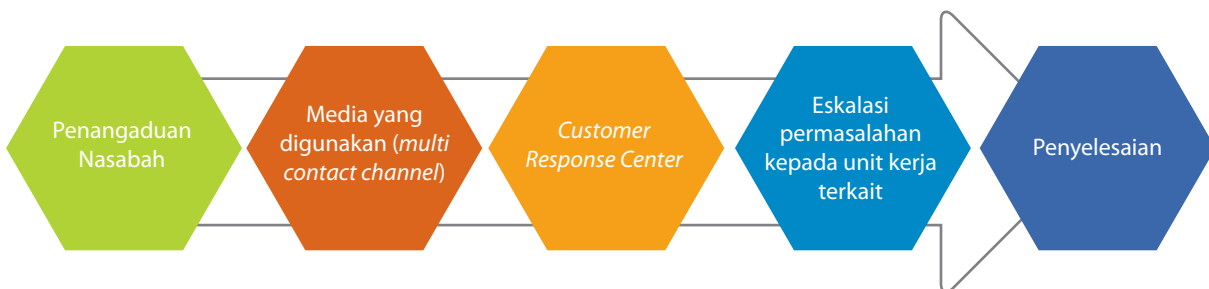 Penangaduan
Nasabah
Media yang
digunakan (multi
contact channel)
Customer
Response Center
Eskalasi
permasalahan
kepada unit kerja
terkait
Penyelesaian